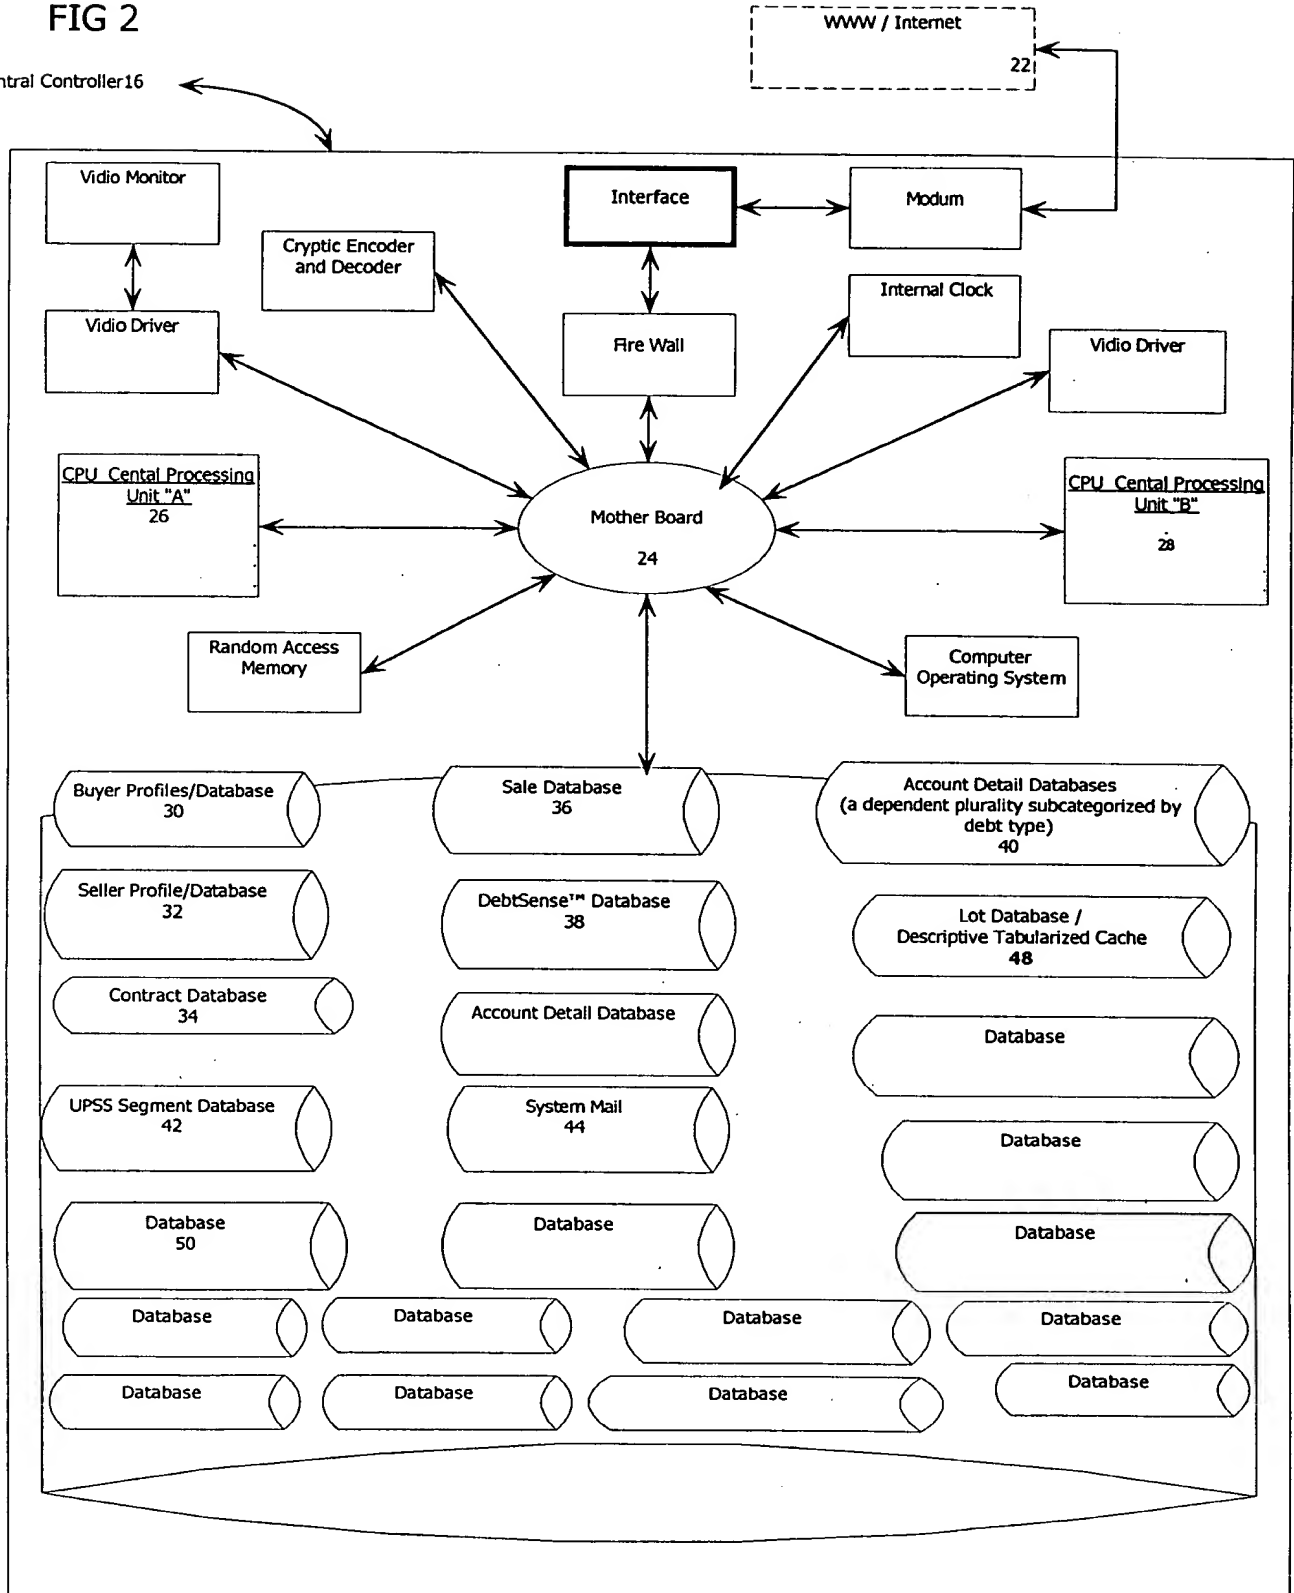 FIG 2
WWW / Internet
22
ntral Controller16
Vidio Monitor
Interface
Modum
Cryptic Encoder
and Decoder
Internal Clock
Vidio Driver
Fire Wall
Vidio Driver
CPU Cental Processing
Unit "A"
26
CPU Cental Processing
Unit "B"
28
Mother Board
24
Random Access
Memory
Computer
Operating System
Buyer Profiles/Database
30
Sale Database
36
Account Detail Databases
(a dependent plurality subcategorized by
debt type)
40
Seller Profile/Database
32
DebtSense™ Database
38
Lot Database /
Descriptive Tabularized Cache
48
Contract Database
34
Account Detail Database
Database
UPSS Segment Database
42
System Mail
44
Database
Database
50
Database
Database
Database
Database
Database
Database
Database
Database
Database
Database